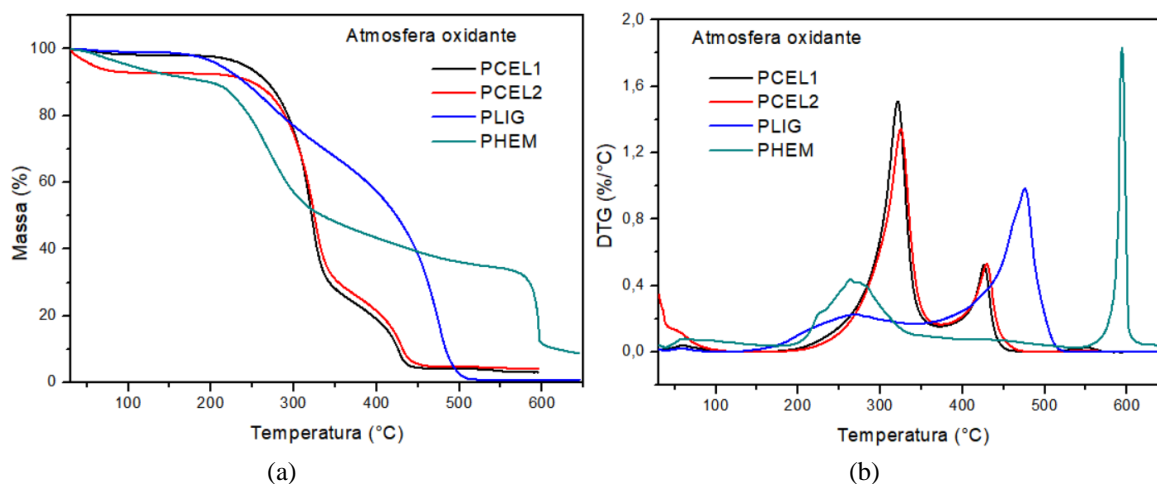 Atmosfera oxidante
PCEL1
PCEL2
PLIG
PHEM
Massa (%)
100
80
60
40
20
0
100 200 300 400 500 600
Temperatura (°C)
(a)
Atmosfera oxidante
PCEL1
PCEL2
PLIG
PHEM
DTG (%/°C)
2,0
1,6
1,2
0,8
0,4
0,0
100 200 300 400 500 600
Temperatura (°C)
(b)